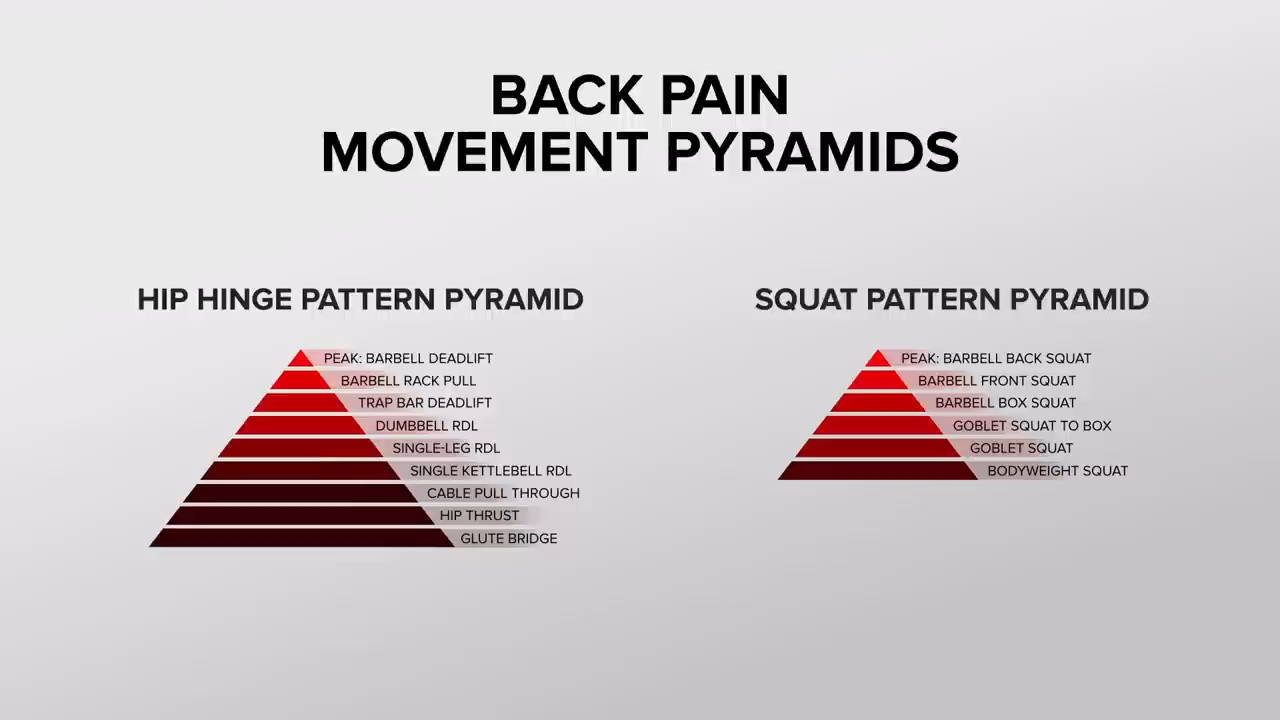 BACK PAIN
MOVEMENT PYRAMIDS
HIP HINGE PATTERN PYRAMID
PEAK: BARBELL DEADLIFT
BARBELL RACK PULL
TRAP BAR DEADLIFT
DUMBBELL RDL
SINGLE-LEG RDL
SINGLE KETTLEBELL RDL
CABLE PULL THROUGH
HIP THRUST
GLUTE BRIDGE
SQUAT PATTERN PYRAMID
PEAK: BARBELL BACK SQUAT
BARBELL FRONT SQUAT
BARBELL BOX SQUAT
GOBLET SQUAT TO BOX
GOBLET SQUAT
BODYWEIGHT SQUAT